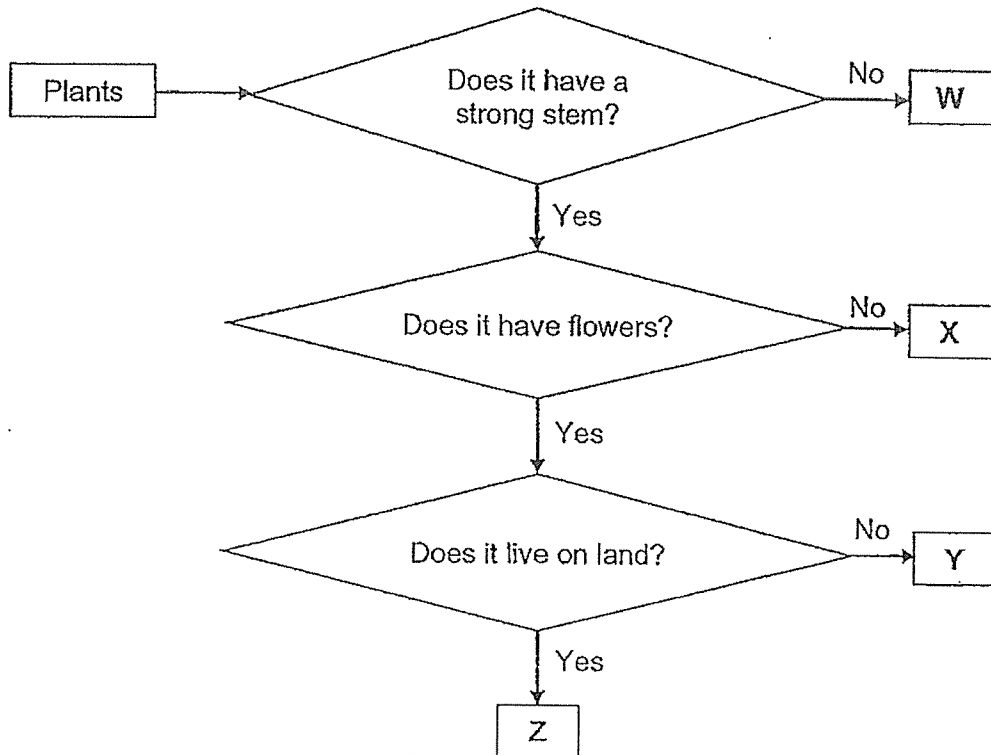 Plants
Does it have a
strong stem?
No
W
Yes
Does it have flowers?
No
X
Yes
Does it live on land?
No
Y
Yes
Z